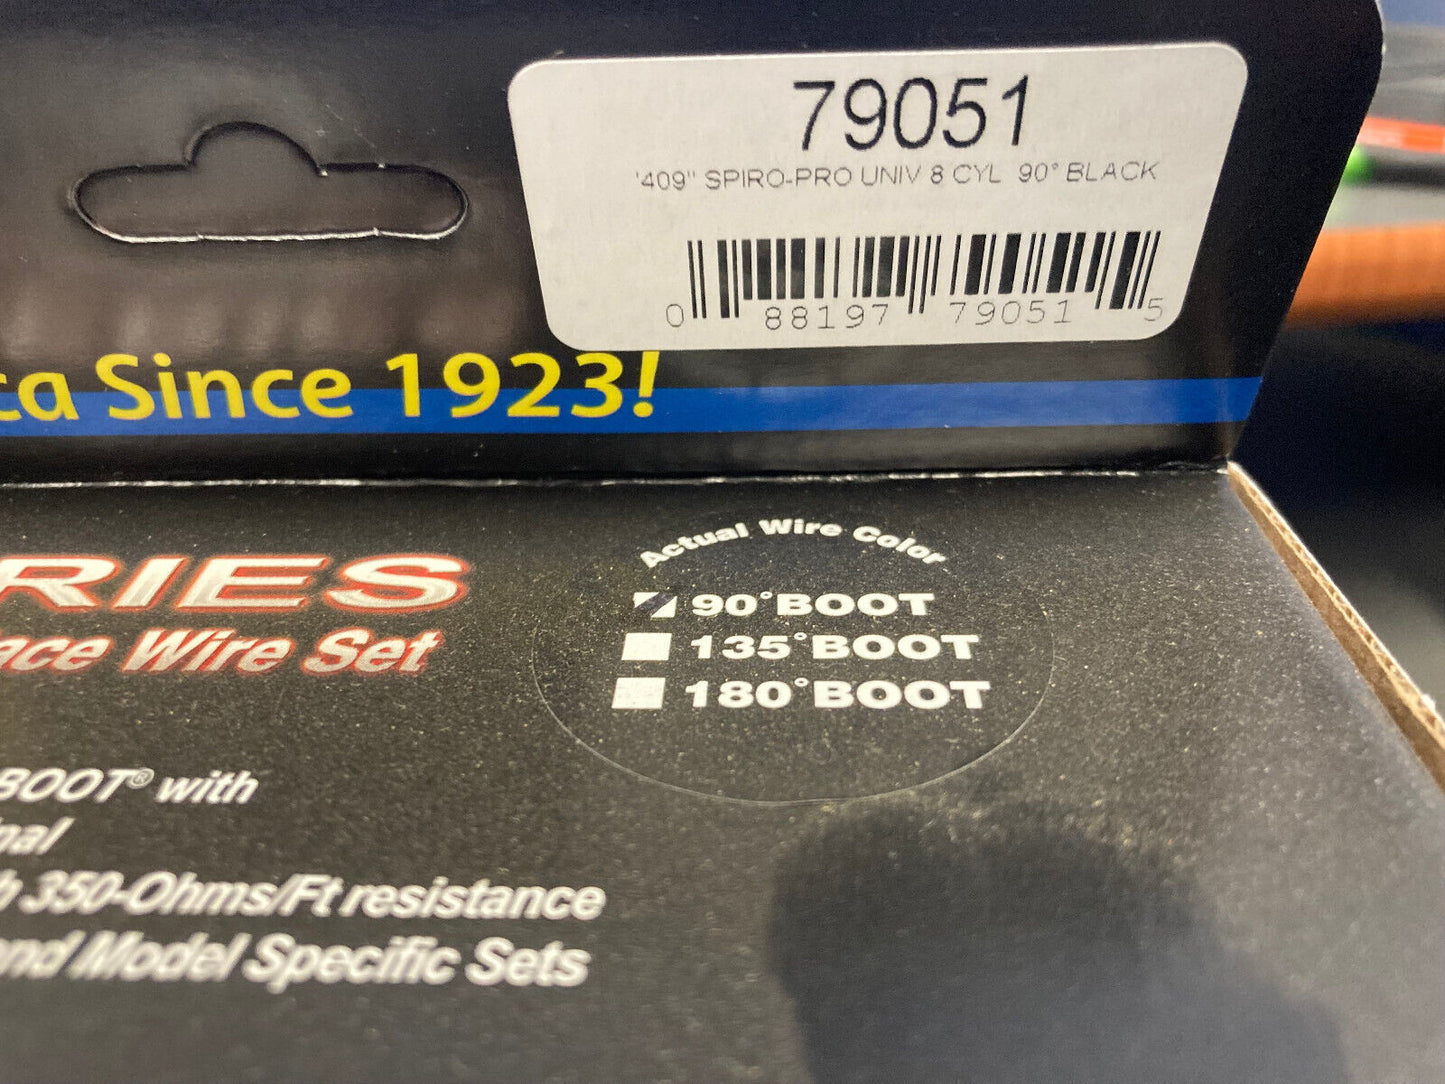 79051
'409" SPIRO-PRO UNIV 8 CYL 90° BLACK
0 88197 79051 5
ca Since 1923!
Actual Wire Color
RIES
90° BOOT
ace Wire Set
135° BOOT
180° BOOT
BOOT® with
nal
h 350-Ohms/Ft resistance
and Model Specific Sets